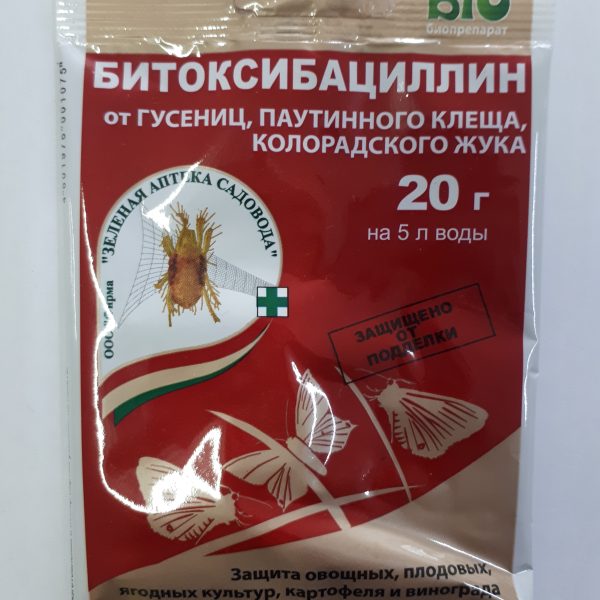 BIO
биопрепарат
БИТОКСИБАЦИЛЛИН
от ГУСЕНИЦ, ПАУТИННОГО КЛЕЩА,
КОЛОРАДСКОГО ЖУКА
20 г
на 5 л воды
ООО
"ЗЕЛЕНАЯ АПТЕКА САДОВОДА"
ЗАЩИЩЕНО
ОТ
ПОДДЕЛКИ
Защита овощных, плодовых,
ягодных культур, картофеля и винограда